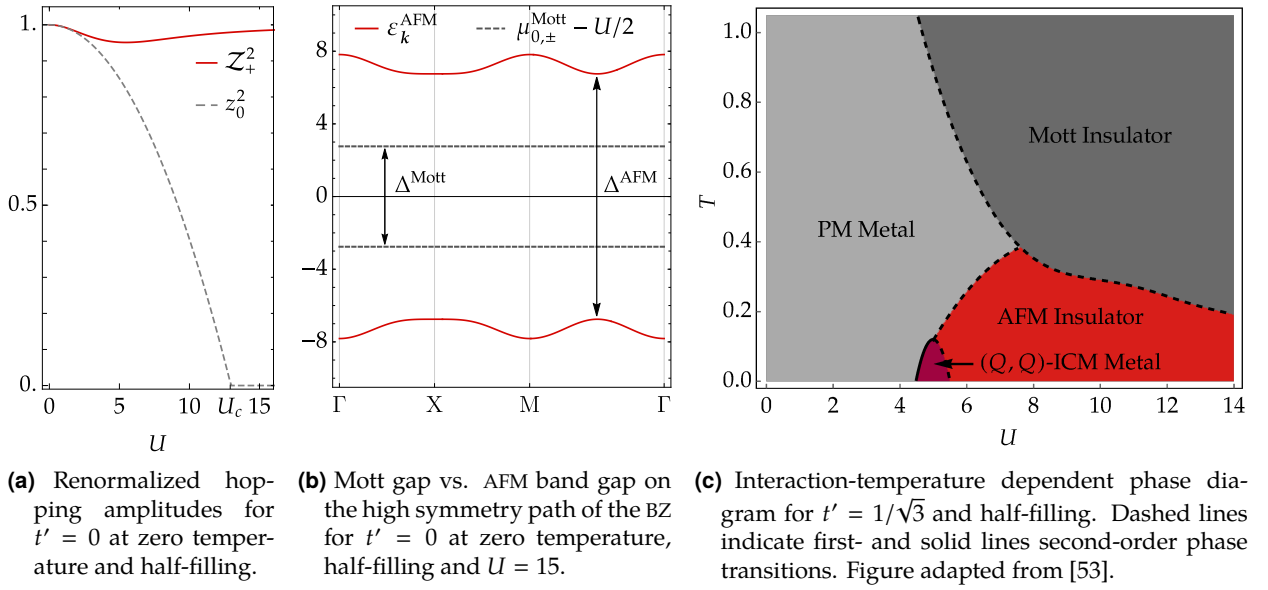 1.
0.5
0.
0
5
10
U_c
15
U
𝒵₊²
z₀²
8
4
0
−4
−8
ε_k^AFM
μ_{0,±}^Mott − U/2
Δ^Mott
Δ^AFM
Γ
X
M
Γ
1.0
0.8
0.6
0.4
0.2
0.0
T
Mott Insulator
PM Metal
AFM Insulator
(Q, Q)-ICM Metal
0
2
4
6
8
10
12
14
U
(a) Renormalized hop-
ping amplitudes for
t′ = 0 at zero temper-
ature and half-filling.
(b) Mott gap vs. AFM band gap on
the high symmetry path of the BZ
for t′ = 0 at zero temperature,
half-filling and U = 15.
(c) Interaction-temperature dependent phase dia-
gram for t′ = 1/√3 and half-filling. Dashed lines
indicate first- and solid lines second-order phase
transitions. Figure adapted from [53].